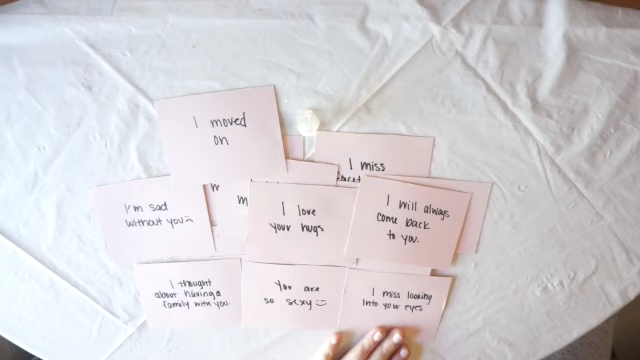 I moved
on
I miss
m
m
I'm sad
without you :(
I love
your hugs
I will always
come back
to you.
I thought
about having a
family with you.
You are
so sexy :)
I miss looking
into your eyes